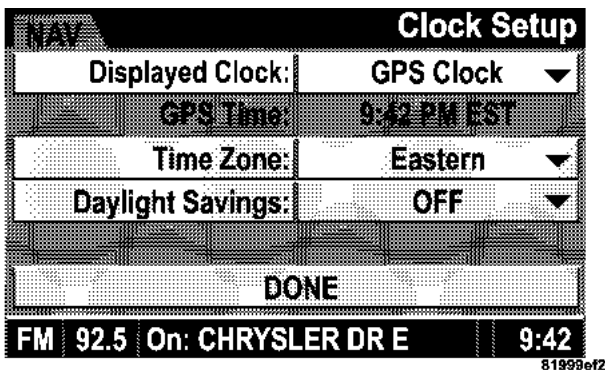 NAV Clock Setup
Displayed Clock: GPS Clock
GPS Time: 9:42 PM EST
Time Zone: Eastern
Daylight Savings: OFF
DONE
FM 92.5 On: CHRYSLER DR E 9:42
81999ef2